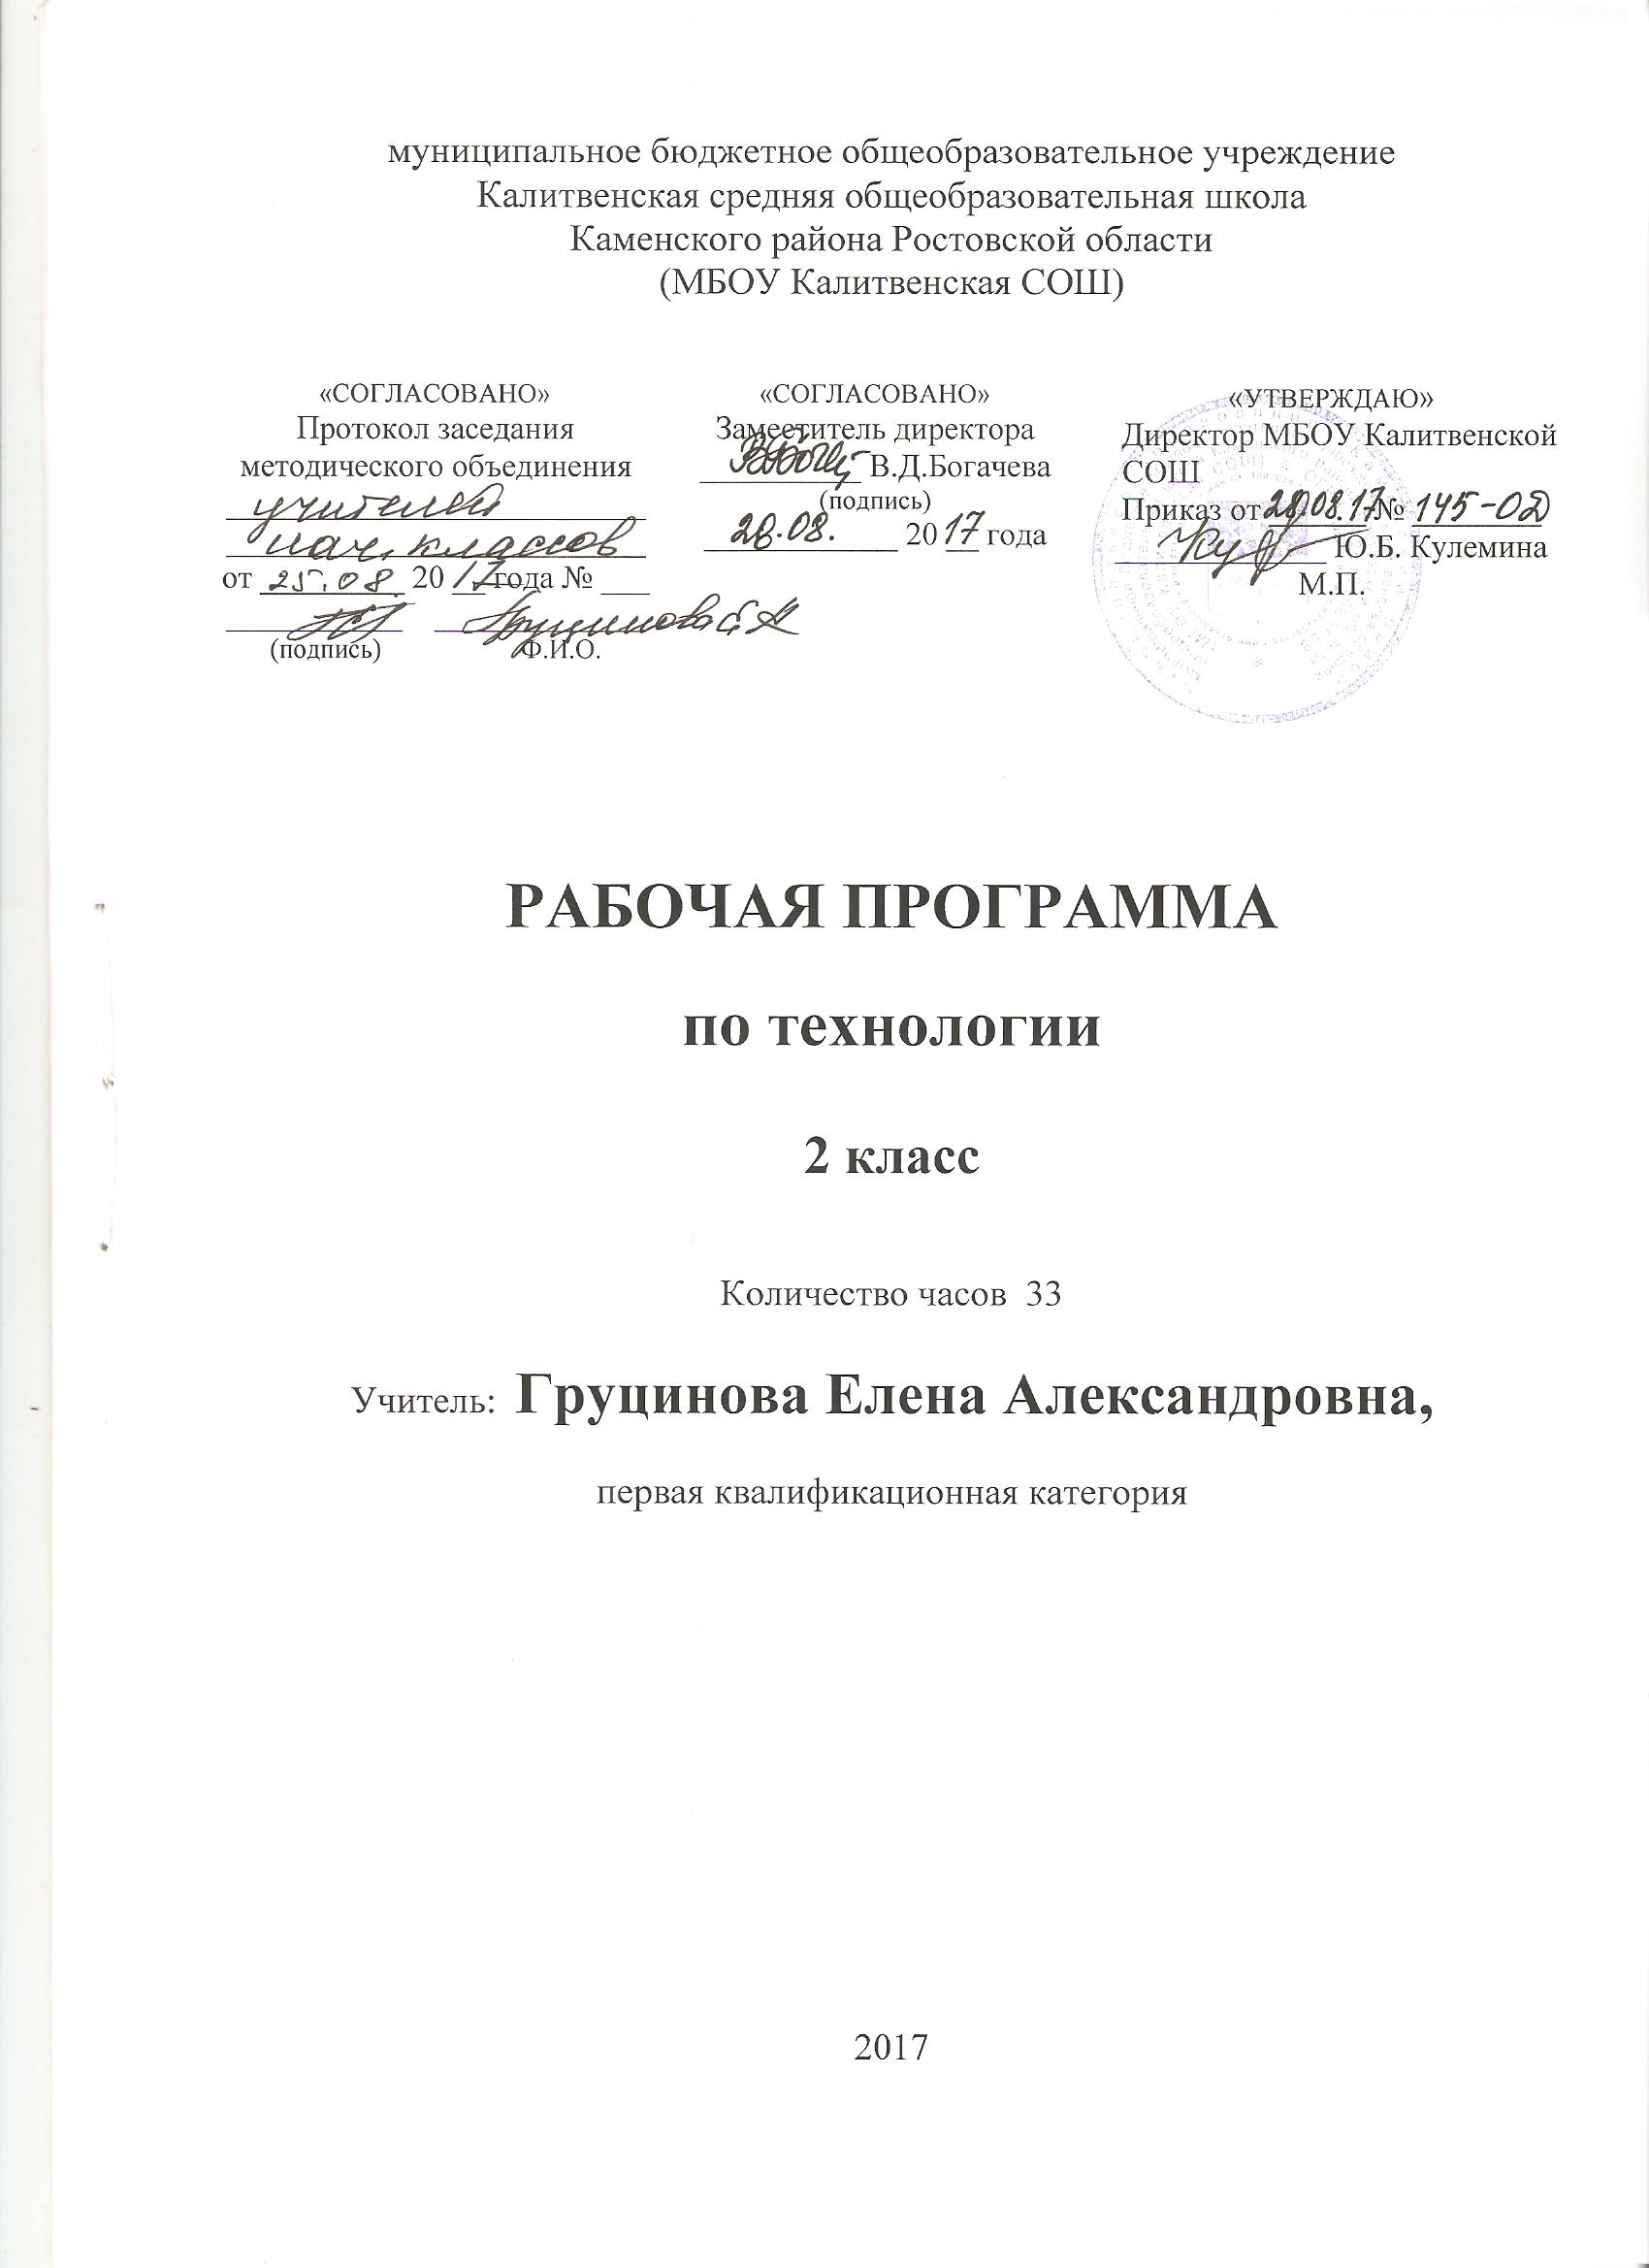 муниципальное бюджетное общеобразовательное учреждение
Калитвенская средняя общеобразовательная школа
Каменского района Ростовской области
(МБОУ Калитвенская СОШ)
«СОГЛАСОВАНО»
Протокол заседания
методического объединения
учителей
нач. классов
от 25.08. 2017 года № ___
Груцинова Е.А
(подпись) Ф.И.О.
«СОГЛАСОВАНО»
Заместитель директора
В.Д.Богачева
(подпись)
28.08. 2017 года
«УТВЕРЖДАЮ»
Директор МБОУ Калитвенской
СОШ
Приказ от 28.08.17 № 145-ОД
Ю.Б. Кулемина
М.П.
РАБОЧАЯ ПРОГРАММА
по технологии
2 класс
Количество часов 33
Учитель: Груцинова Елена Александровна,
первая квалификационная категория
2017